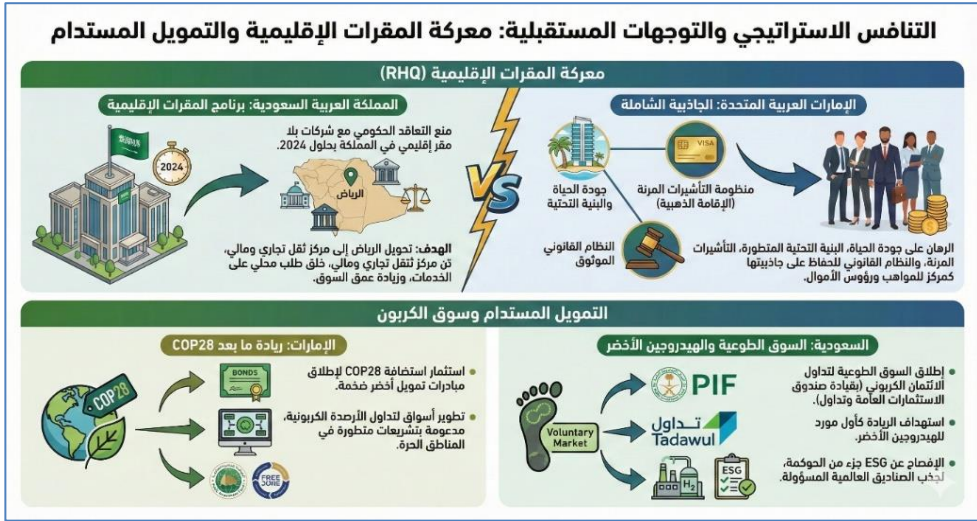 التنافس الاستراتيجي والتوجهات المستقبلية: معركة المقرات الإقليمية والتمويل المستدام
معركة المقرات الإقليمية (RHQ)
الإمارات العربية المتحدة: الجاذبية الشاملة
جودة الحياة
والبنية التحتية
VISA
منظومة التأشيرات المرنة
(الإقامة الذهبية)
النظام القانوني
الموثوق
الرهان على جودة الحياة، البنية التحتية المتطورة، التأشيرات
المرنة، والنظام القانوني للحفاظ على جاذبيتها
كمركز للمواهب ورؤوس الأموال.
VS
المملكة العربية السعودية: برنامج المقرات الإقليمية
2024
منع التعاقد الحكومي مع شركات بلا
مقر إقليمي في المملكة بحلول 2024.
الرياض
الهدف: تحويل الرياض إلى مركز ثقل تجاري ومالي،
تن مركز ثتقل تجاري ومالي، خلق طلب محلي على
الخدمات، وزيادة عمق السوق.
التمويل المستدام وسوق الكربون
السعودية: السوق الطوعية والهيدروجين الأخضر
إطلاق السوق الطوعية لتداول
الائتمان الكربوني (بقيادة صندوق
الاستثمارات العامة وتداول).
استهداف الريادة كأول مورد
للهيدروجين الأخضر.
الإفصاح عن ESG جزء من الحوكمة،
لجذب الصناديق العالمية المسؤولة.
PIF
تداول
Tadawul
Voluntary
Market
H₂
ESG
الإمارات: ريادة ما بعد COP28
استثمار استضافة COP28 لإطلاق
مبادرات تمويل أخضر ضخمة.
تطوير أسواق لتداول الأرصدة الكربونية،
مدعومة بتشريعات متطورة في
المناطق الحرة.
COP28
BONDS
FREE